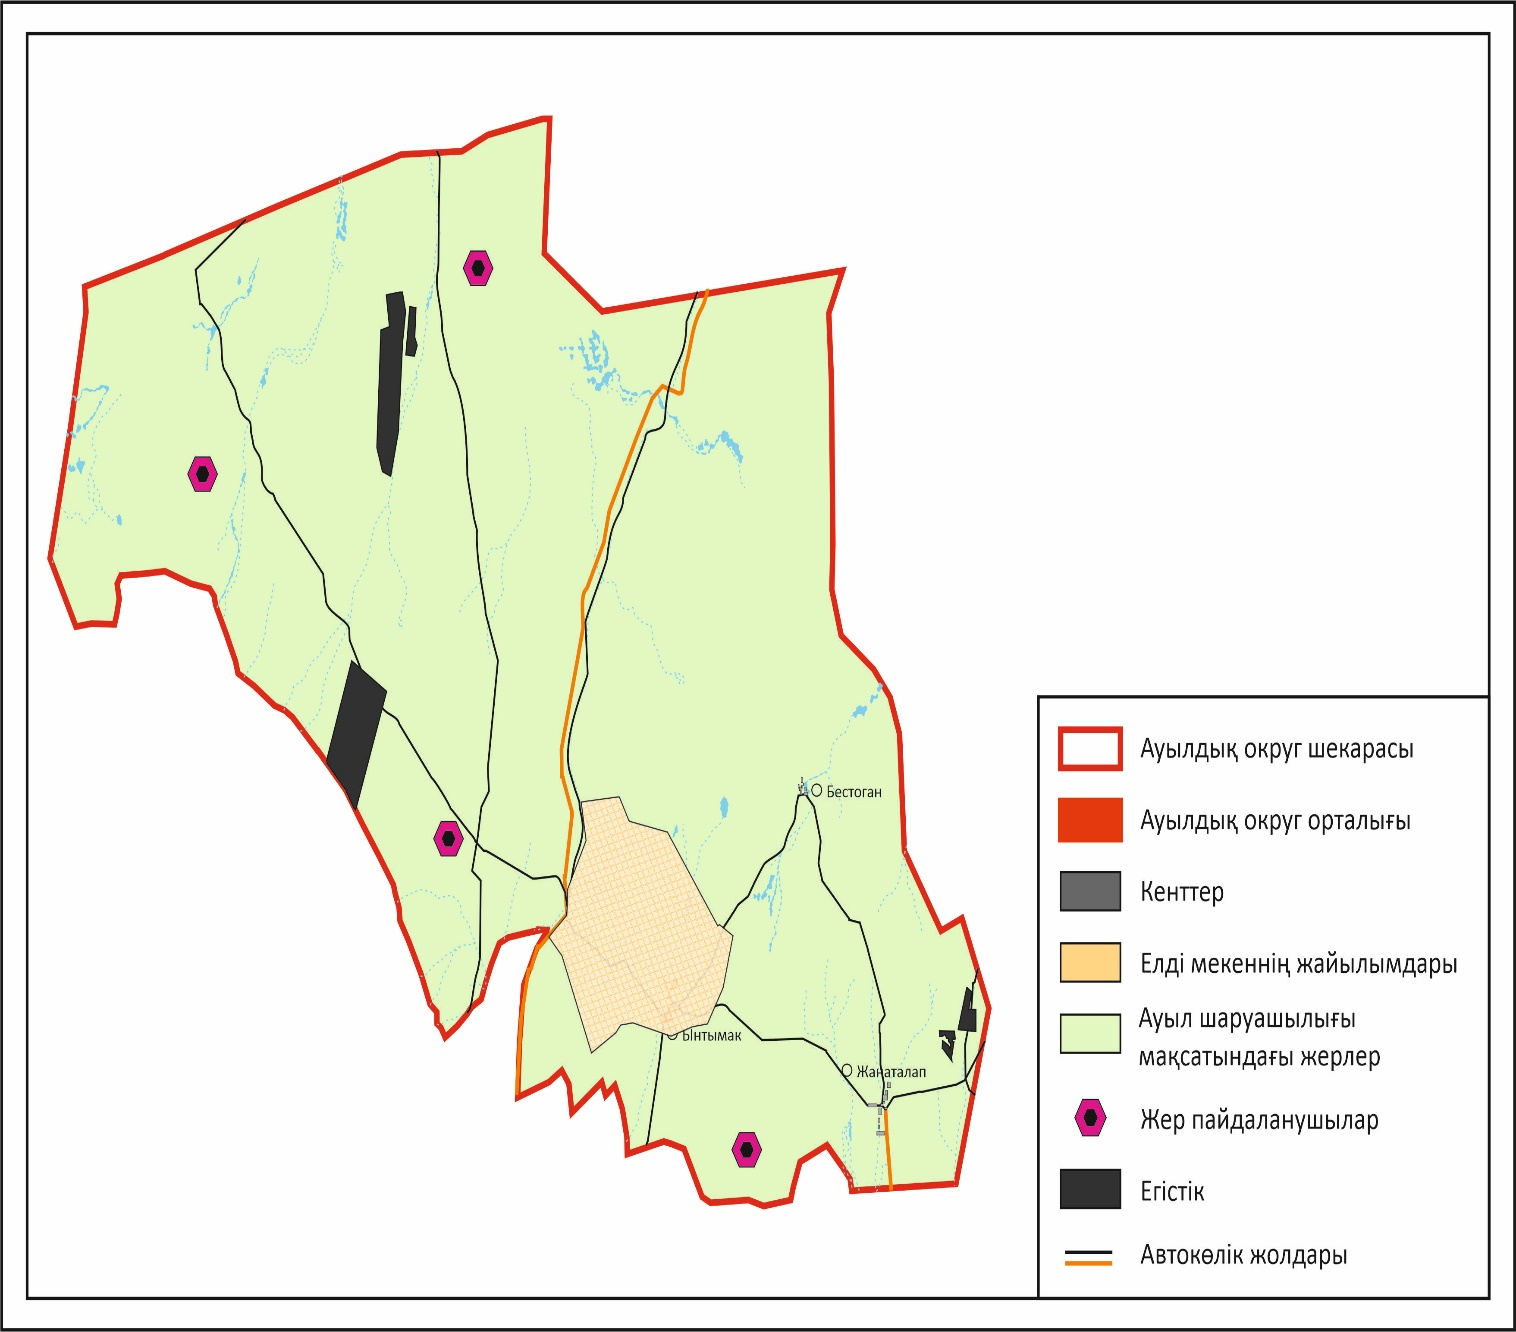 Бестоган
Ынтымак
Жанаталап
Ауылдық округ шекарасы
Ауылдық округ орталығы
Кенттер
Елді мекеннің жайылымдары
Ауыл шаруашылығы
мақсатындағы жерлер
Жер пайдаланушылар
Егістік
Автокөлік жолдары